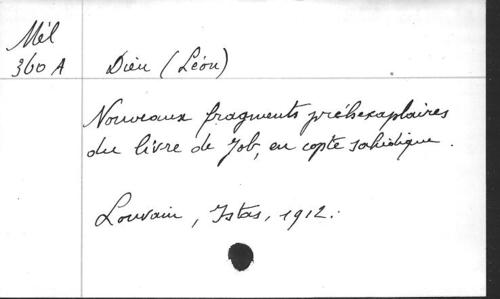 Mél
360 A
Dieu (Léon)
Nouveaux fragments préhexaplaires
du livre de Job, en copte sahidique.
Louvain, Istas, 1912.